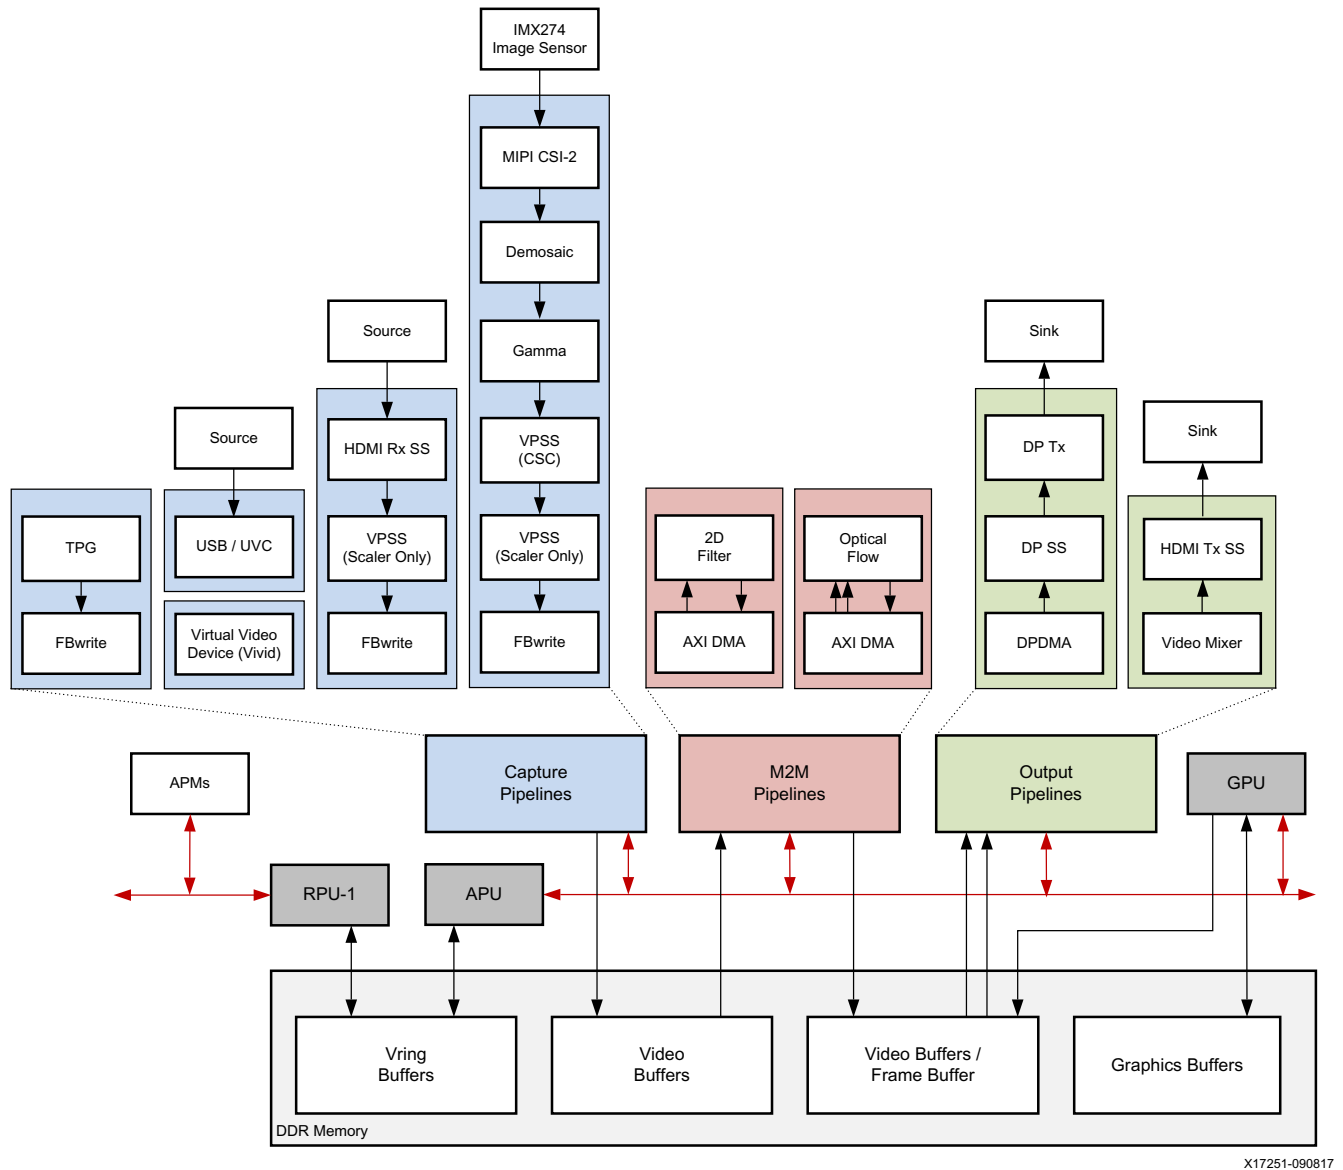 IMX274
Image Sensor
MIPI CSI-2
Demosaic
Source
Sink
Gamma
Source
HDMI Rx SS
VPSS
(CSC)
DP Tx
Sink
TPG
USB / UVC
VPSS
(Scaler Only)
VPSS
(Scaler Only)
2D
Filter
Optical
Flow
DP SS
HDMI Tx SS
FBwrite
Virtual Video
Device (Vivid)
FBwrite
FBwrite
AXI DMA
AXI DMA
DPDMA
Video Mixer
APMs
Capture
Pipelines
M2M
Pipelines
Output
Pipelines
GPU
RPU-1
APU
Vring
Buffers
Video
Buffers
Video Buffers /
Frame Buffer
Graphics Buffers
DDR Memory
X17251-090817